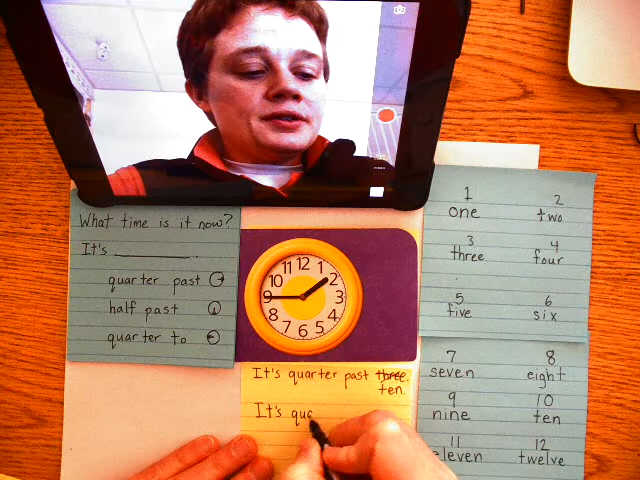 What time is it now?
It's ________.
quarter past
half past
quarter to
12
1
2
3
4
5
6
7
8
9
10
11
It's quarter past three.
ten.
It's qua
1 2
one two
3 4
three four
5 6
five six
7 8
seven eight
9 10
nine ten
11 12
eleven twelve